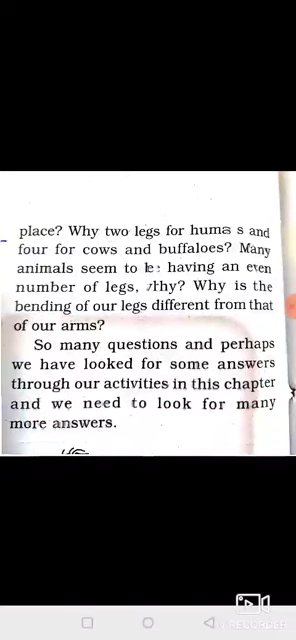 place? Why two legs for humans and
four for cows and buffaloes? Many
animals seem to be having an even
number of legs, why? Why is the
bending of our legs different from that
of our arms?
So many questions and perhaps
we have looked for some answers
through our activities in this chapter
and we need to look for many
more answers.
RECORDER